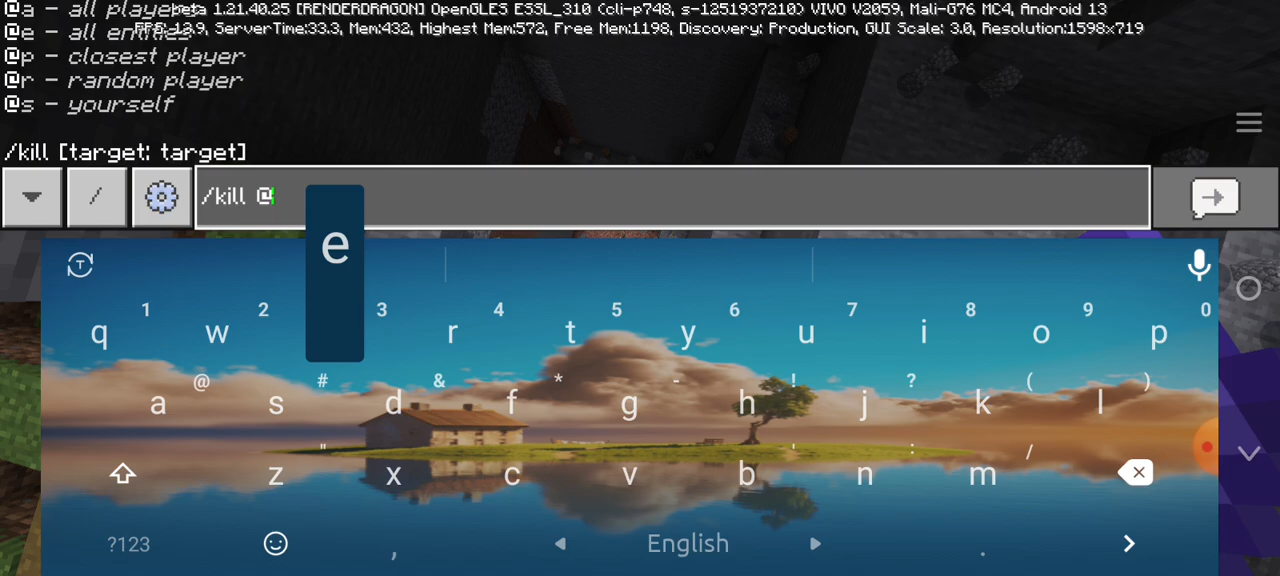 @a - all players
beta 1.21.40.25 [RENDERDRAGON] OpenGLES ESSL_310 (cli-p748, s-1251937210) VIVO V2059, Mali-G76 MC4, Android 13
@e - all entities
FPS: 13.9, ServerTime:33.3, Mem:432, Highest Mem:572, Free Mem:1198, Discovery: Production, GUI Scale: 3.0, Resolution:1598x719
@p - closest player
@r - random player
@s - yourself
/kill [target: target]
/
/kill @
e
T
1 2 3 4 5 6 7 8 9 0
q w r t y u i o p
@ # & * - ! ? ( )
a s d f g h j k l
" ' : /
z x c v b n m
?123 , English .